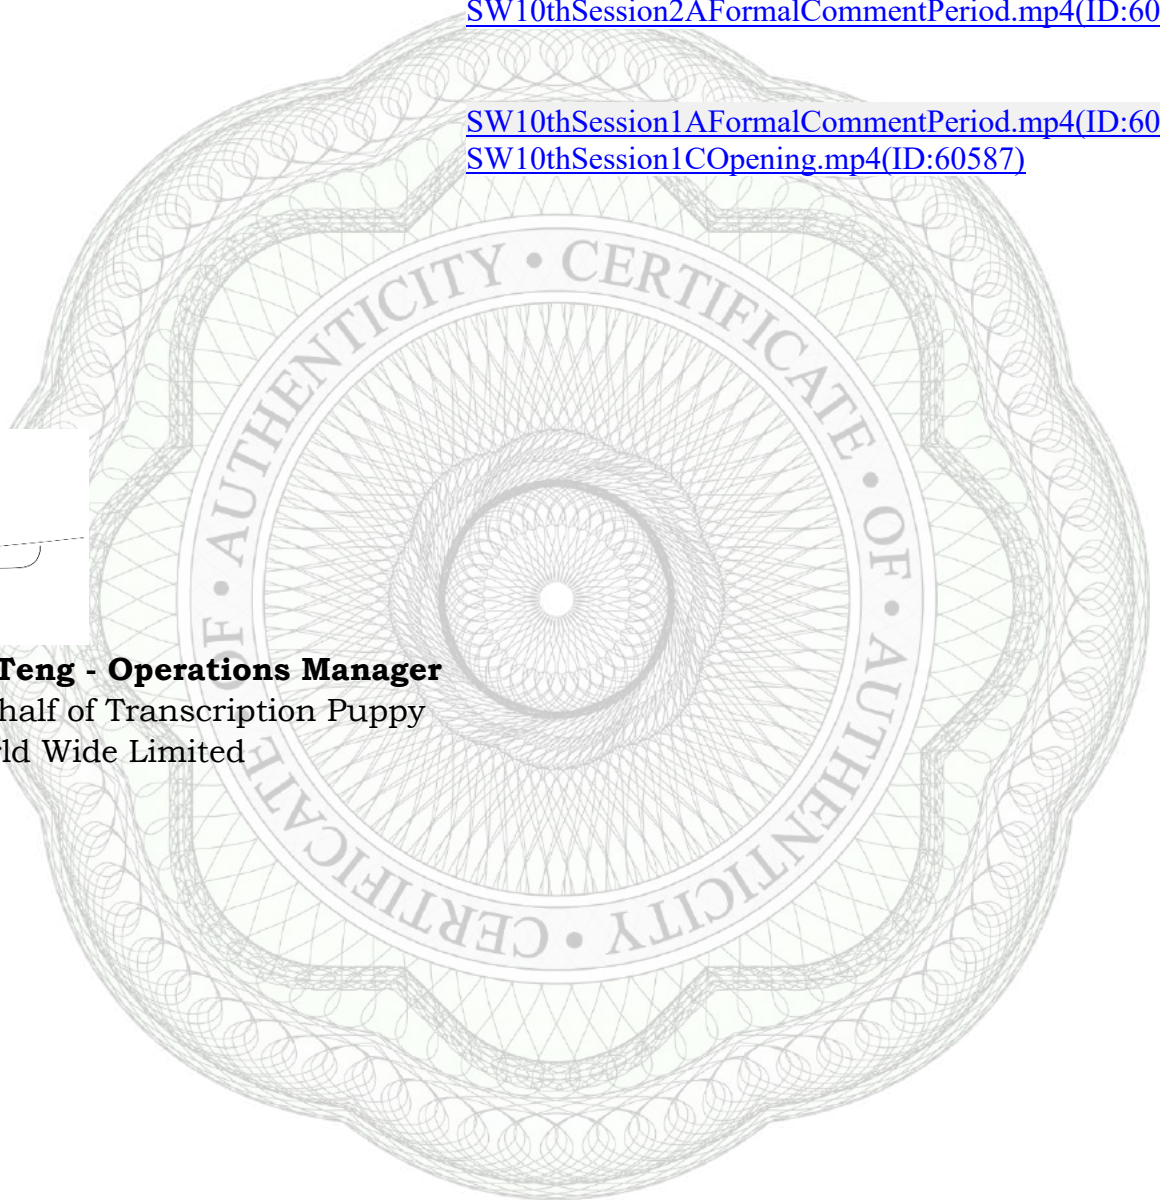 SW10thSession2AFormalCommentPeriod.mp4(ID:60
SW10thSession1AFormalCommentPeriod.mp4(ID:60
SW10thSession1COpening.mp4(ID:60587)
CERTIFICATE • OF • AUTHENTICITY • CERTIFICATE OF • AUTHENTICITY •
Teng - Operations Manager
half of Transcription Puppy
rld Wide Limited